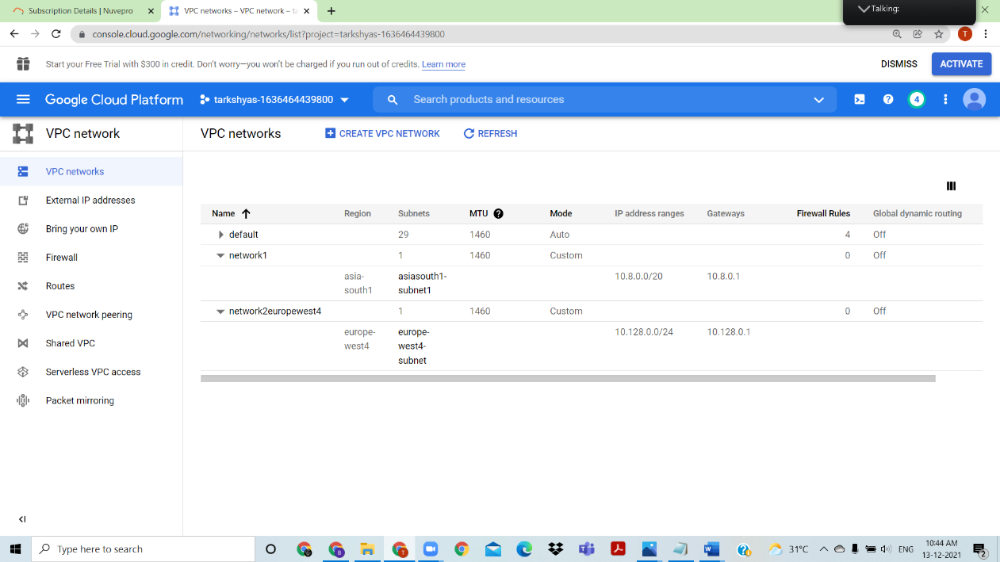 Subscription Details | Nuvepro
VPC networks – VPC network – ta
Talking:
console.cloud.google.com/networking/networks/list?project=tarkshyas-1636464439800
T
Start your Free Trial with $300 in credit. Don't worry—you won't be charged if you run out of credits. Learn more
DISMISS
ACTIVATE
Google Cloud Platform
tarkshyas-1636464439800
Search products and resources
4
VPC network
VPC networks
CREATE VPC NETWORK
REFRESH
VPC networks
External IP addresses
Bring your own IP
Firewall
Routes
VPC network peering
Shared VPC
Serverless VPC access
Packet mirroring
Name Region Subnets MTU Mode IP address ranges Gateways Firewall Rules Global dynamic routing
default 29 1460 Auto 4 Off
network1 1 1460 Custom 0 Off
asia- asiasouth1- 10.8.0.0/20 10.8.0.1
south1 subnet1
network2europewest4 1 1460 Custom 0 Off
europe- europe- 10.128.0.0/24 10.128.0.1
west4 west4-
subnet
Type here to search
31°C
ENG
10:44 AM
13-12-2021
2